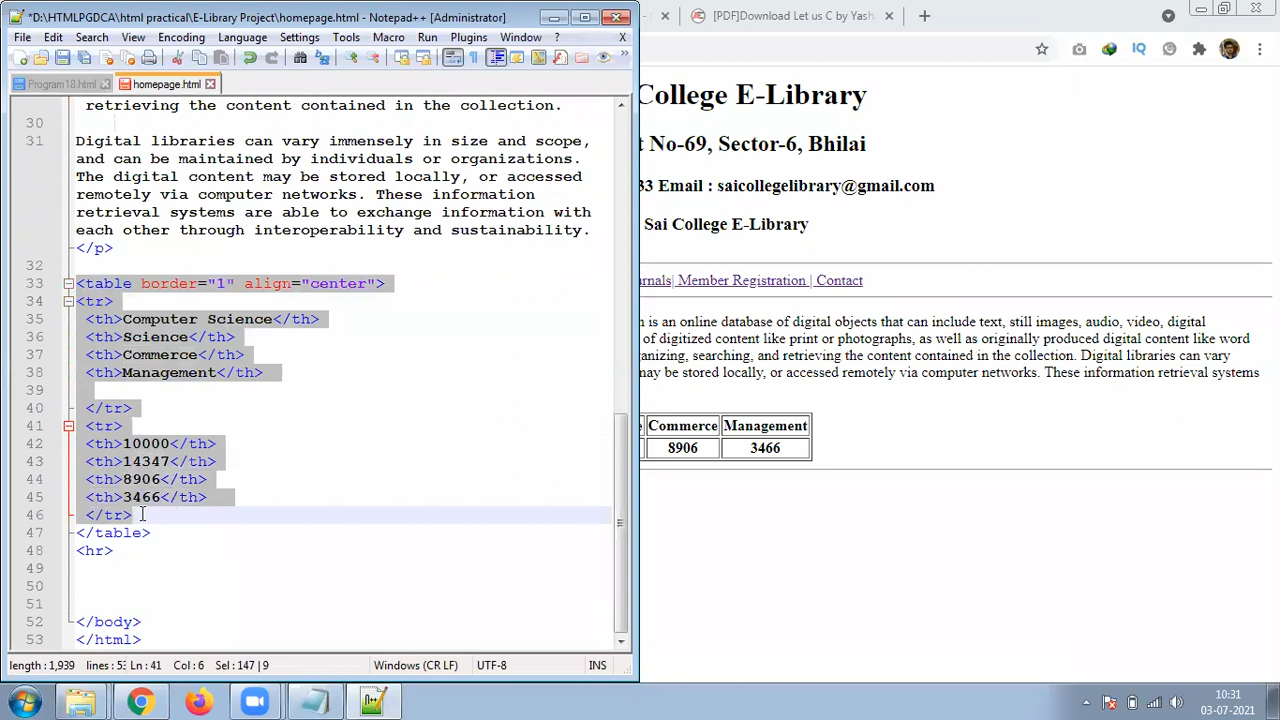 *D:\HTMLPGDCA\html practical\E-Library Project\homepage.html - Notepad++ [Administrator]
File Edit Search View Encoding Language Settings Tools Macro Run Plugins Window ? X
Program18.html homepage.html
retrieving the content contained in the collection.
30
31 Digital libraries can vary immensely in size and scope,
and can be maintained by individuals or organizations.
The digital content may be stored locally, or accessed
remotely via computer networks. These information
retrieval systems are able to exchange information with
each other through interoperability and sustainability.
</p>
32
33 <table border="1" align="center">
34 <tr>
35 <th>Computer Science</th>
36 <th>Science</th>
37 <th>Commerce</th>
38 <th>Management</th>
39
40 </tr>
41 <tr>
42 <th>10000</th>
43 <th>14347</th>
44 <th>8906</th>
45 <th>3466</th>
46 </tr>
47 </table>
48 <hr>
49
50
51
52 </body>
53 </html>
length : 1,939 lines : 53 Ln : 41 Col : 6 Sel : 147 | 9 Windows (CR LF) UTF-8 INS
[PDF]Download Let us C by Yash
IQ
College E-Library
t No-69, Sector-6, Bhilai
33 Email : saicollegelibrary@gmail.com
Sai College E-Library
urnals| Member Registration | Contact
n is an online database of digital objects that can include text, still images, audio, video, digital
of digitized content like print or photographs, as well as originally produced digital content like word
ganizing, searching, and retrieving the content contained in the collection. Digital libraries can vary
may be stored locally, or accessed remotely via computer networks. These information retrieval systems
e Commerce Management
8906 3466
10:31
03-07-2021